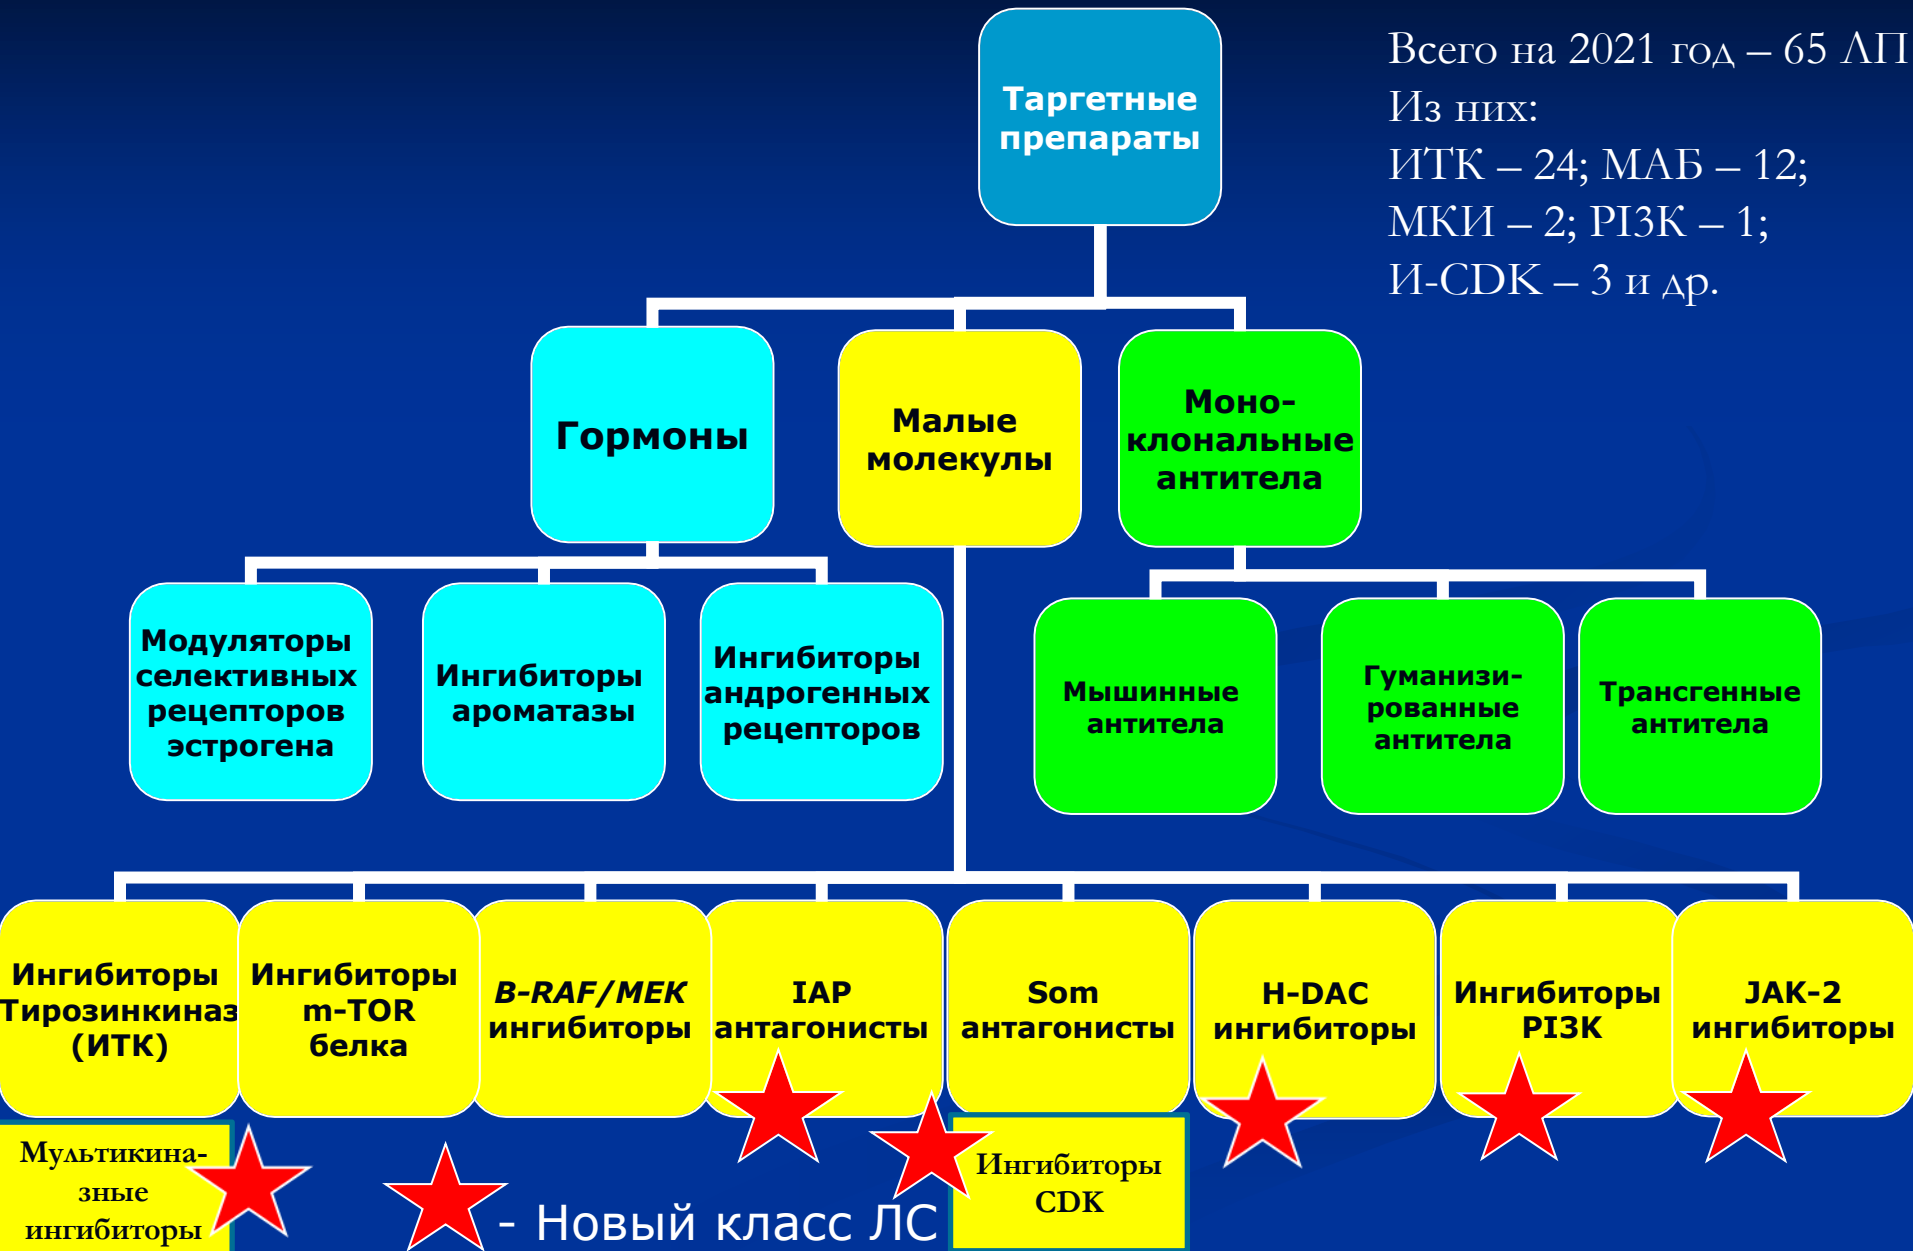 Таргетные
препараты
Всего на 2021 год – 65 ЛП
Из них:
ИТК – 24; МАБ – 12;
МКИ – 2; PI3K – 1;
И-CDK – 3 и др.
Гормоны
Малые
молекулы
Моно-
клональные
антитела
Модуляторы
селективных
рецепторов
эстрогена
Ингибиторы
ароматазы
Ингибиторы
андрогенных
рецепторов
Мышинные
антитела
Гуманизи-
рованные
антитела
Трансгенные
антитела
Ингибиторы
Тирозинкиназ
(ИТК)
Ингибиторы
m-TOR
белка
B-RAF/МЕК
ингибиторы
IAP
антагонисты
Som
антагонисты
H-DAC
ингибиторы
Ингибиторы
PI3K
JAK-2
ингибиторы
Мультикина-
зные
ингибиторы
- Новый класс ЛС
Ингибиторы
CDK